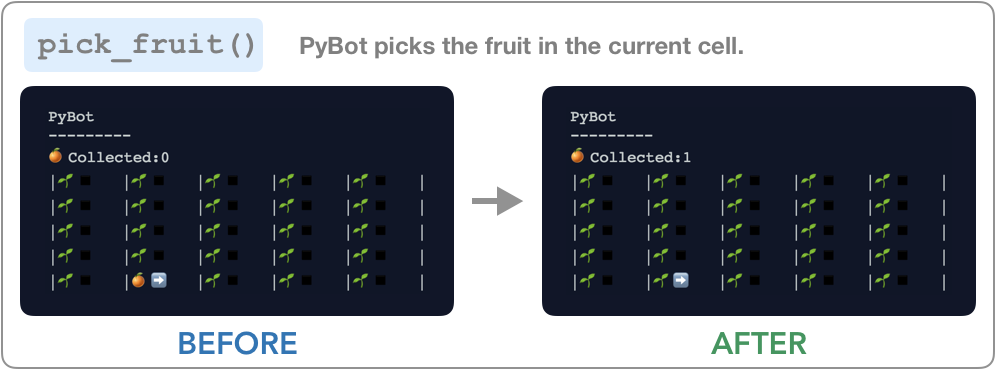 pick_fruit()
PyBot picks the fruit in the current cell.
PyBot
---------
🍊 Collected:0
|🌱 ◼ |🌱 ◼ |🌱 ◼ |🌱 ◼ |🌱 ◼ |
|🌱 ◼ |🌱 ◼ |🌱 ◼ |🌱 ◼ |🌱 ◼ |
|🌱 ◼ |🌱 ◼ |🌱 ◼ |🌱 ◼ |🌱 ◼ |
|🌱 ◼ |🌱 ◼ |🌱 ◼ |🌱 ◼ |🌱 ◼ |
|🌱 ◼ |🍊 ➡️ |🌱 ◼ |🌱 ◼ |🌱 ◼ |
BEFORE
PyBot
---------
🍊 Collected:1
|🌱 ◼ |🌱 ◼ |🌱 ◼ |🌱 ◼ |🌱 ◼ |
|🌱 ◼ |🌱 ◼ |🌱 ◼ |🌱 ◼ |🌱 ◼ |
|🌱 ◼ |🌱 ◼ |🌱 ◼ |🌱 ◼ |🌱 ◼ |
|🌱 ◼ |🌱 ◼ |🌱 ◼ |🌱 ◼ |🌱 ◼ |
|🌱 ◼ |🌱 ➡️ |🌱 ◼ |🌱 ◼ |🌱 ◼ |
AFTER